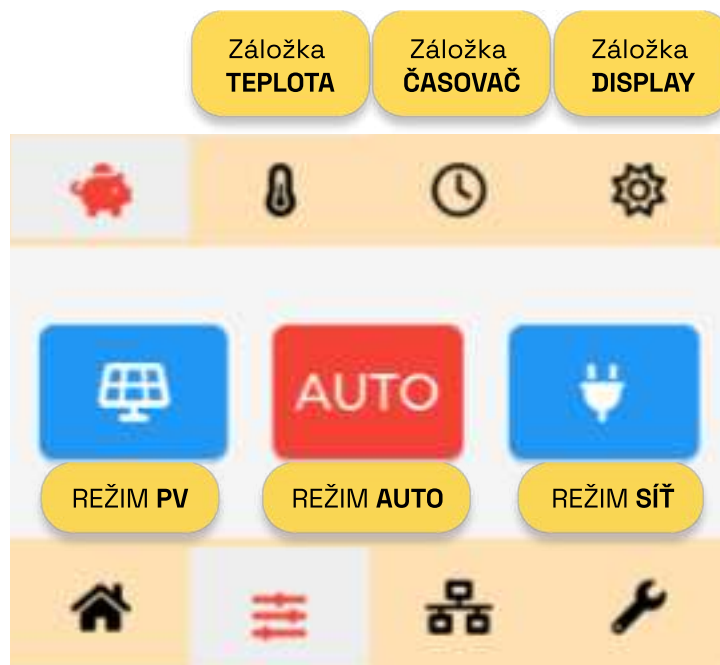 Záložka
TEPLOTA
Záložka
ČASOVAČ
Záložka
DISPLAY
AUTO
REŽIM PV
REŽIM AUTO
REŽIM SÍŤ